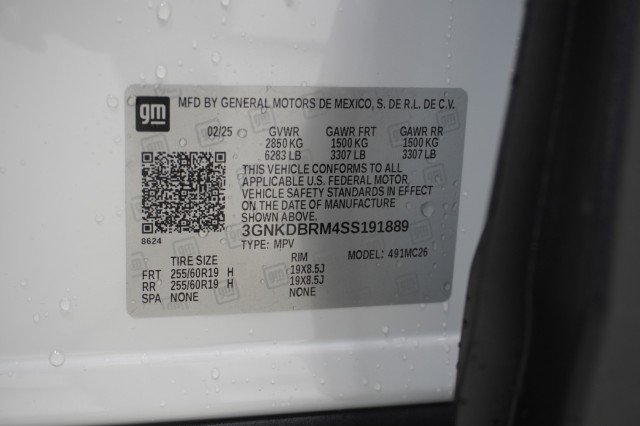 gm
MFD BY GENERAL MOTORS DE MEXICO, S. DE R.L. DE C.V.
02/25 GVWR GAWR FRT GAWR RR
2850 KG 1500 KG 1500 KG
6283 LB 3307 LB 3307 LB
THIS VEHICLE CONFORMS TO ALL
APPLICABLE U.S. FEDERAL MOTOR
VEHICLE SAFETY STANDARDS IN EFFECT
ON THE DATE OF MANUFACTURE
SHOWN ABOVE.
3GNKDBRM4SS191889
8624 TYPE: MPV MODEL: 491MC26
TIRE SIZE RIM
FRT 255/60R19 H 19X8.5J
RR 255/60R19 H 19X8.5J
SPA NONE NONE